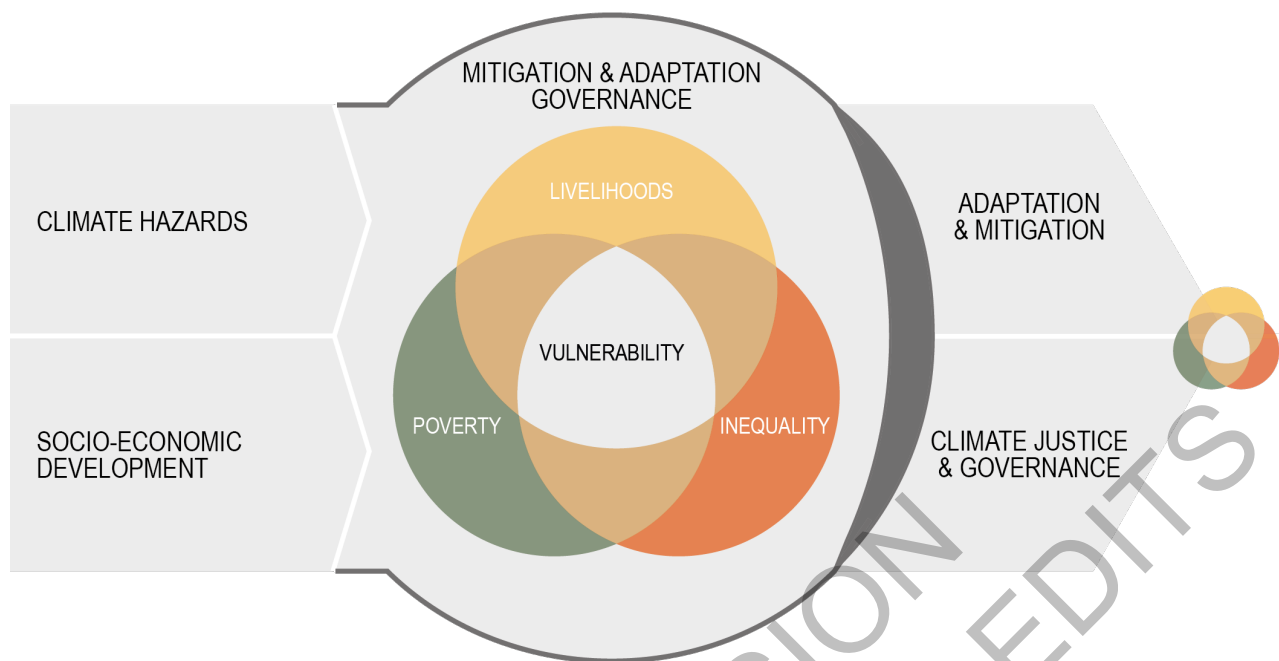 MITIGATION & ADAPTATION
GOVERNANCE
CLIMATE HAZARDS
SOCIO-ECONOMIC
DEVELOPMENT
LIVELIHOODS
VULNERABILITY
POVERTY
INEQUALITY
ADAPTATION
& MITIGATION
CLIMATE JUSTICE
& GOVERNANCE
EDITS